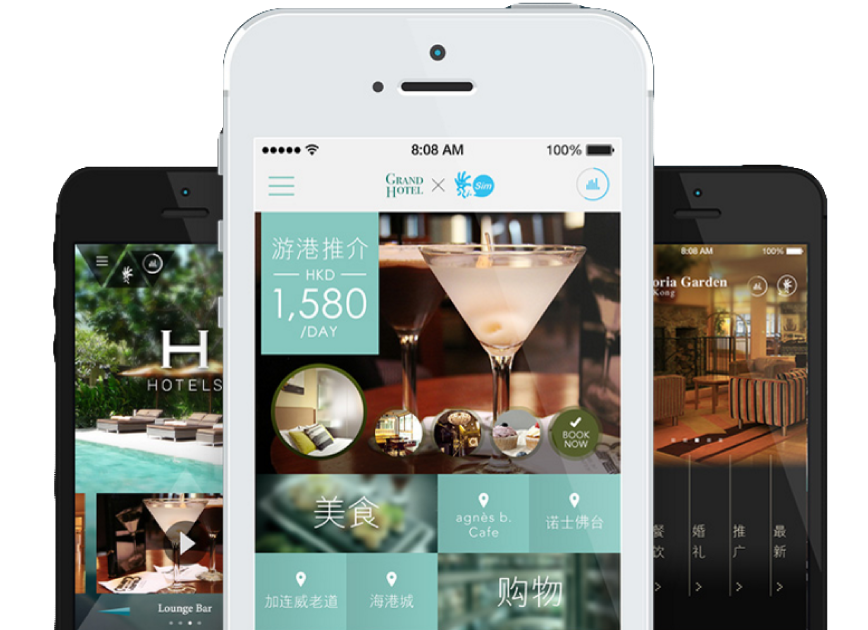 8:08 AM
100%
GRAND
HOTEL
Sim
游港推介
HKD
1,580
/DAY
BOOK
NOW
美食
agnès b.
Cafe
诺士佛台
加连威老道
海港城
购物
H
HOTELS
Lounge Bar
8:08 AM
100%
oria Garden
Kong
餐饮
婚礼
推广
最新